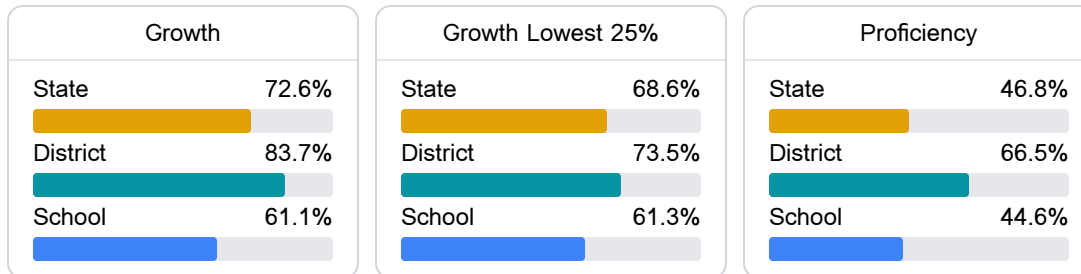 Growth
State 72.6%
District 83.7%
School 61.1%
Growth Lowest 25%
State 68.6%
District 73.5%
School 61.3%
Proficiency
State 46.8%
District 66.5%
School 44.6%